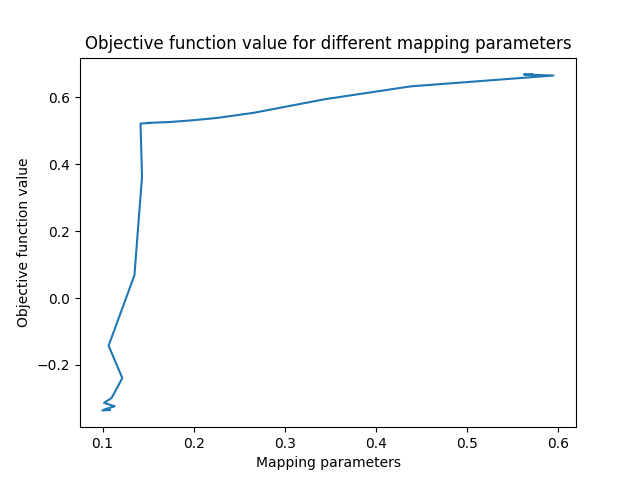 Objective function value for different mapping parameters
Objective function value
0.6
0.4
0.2
0.0
−0.2
0.1 0.2 0.3 0.4 0.5 0.6
Mapping parameters